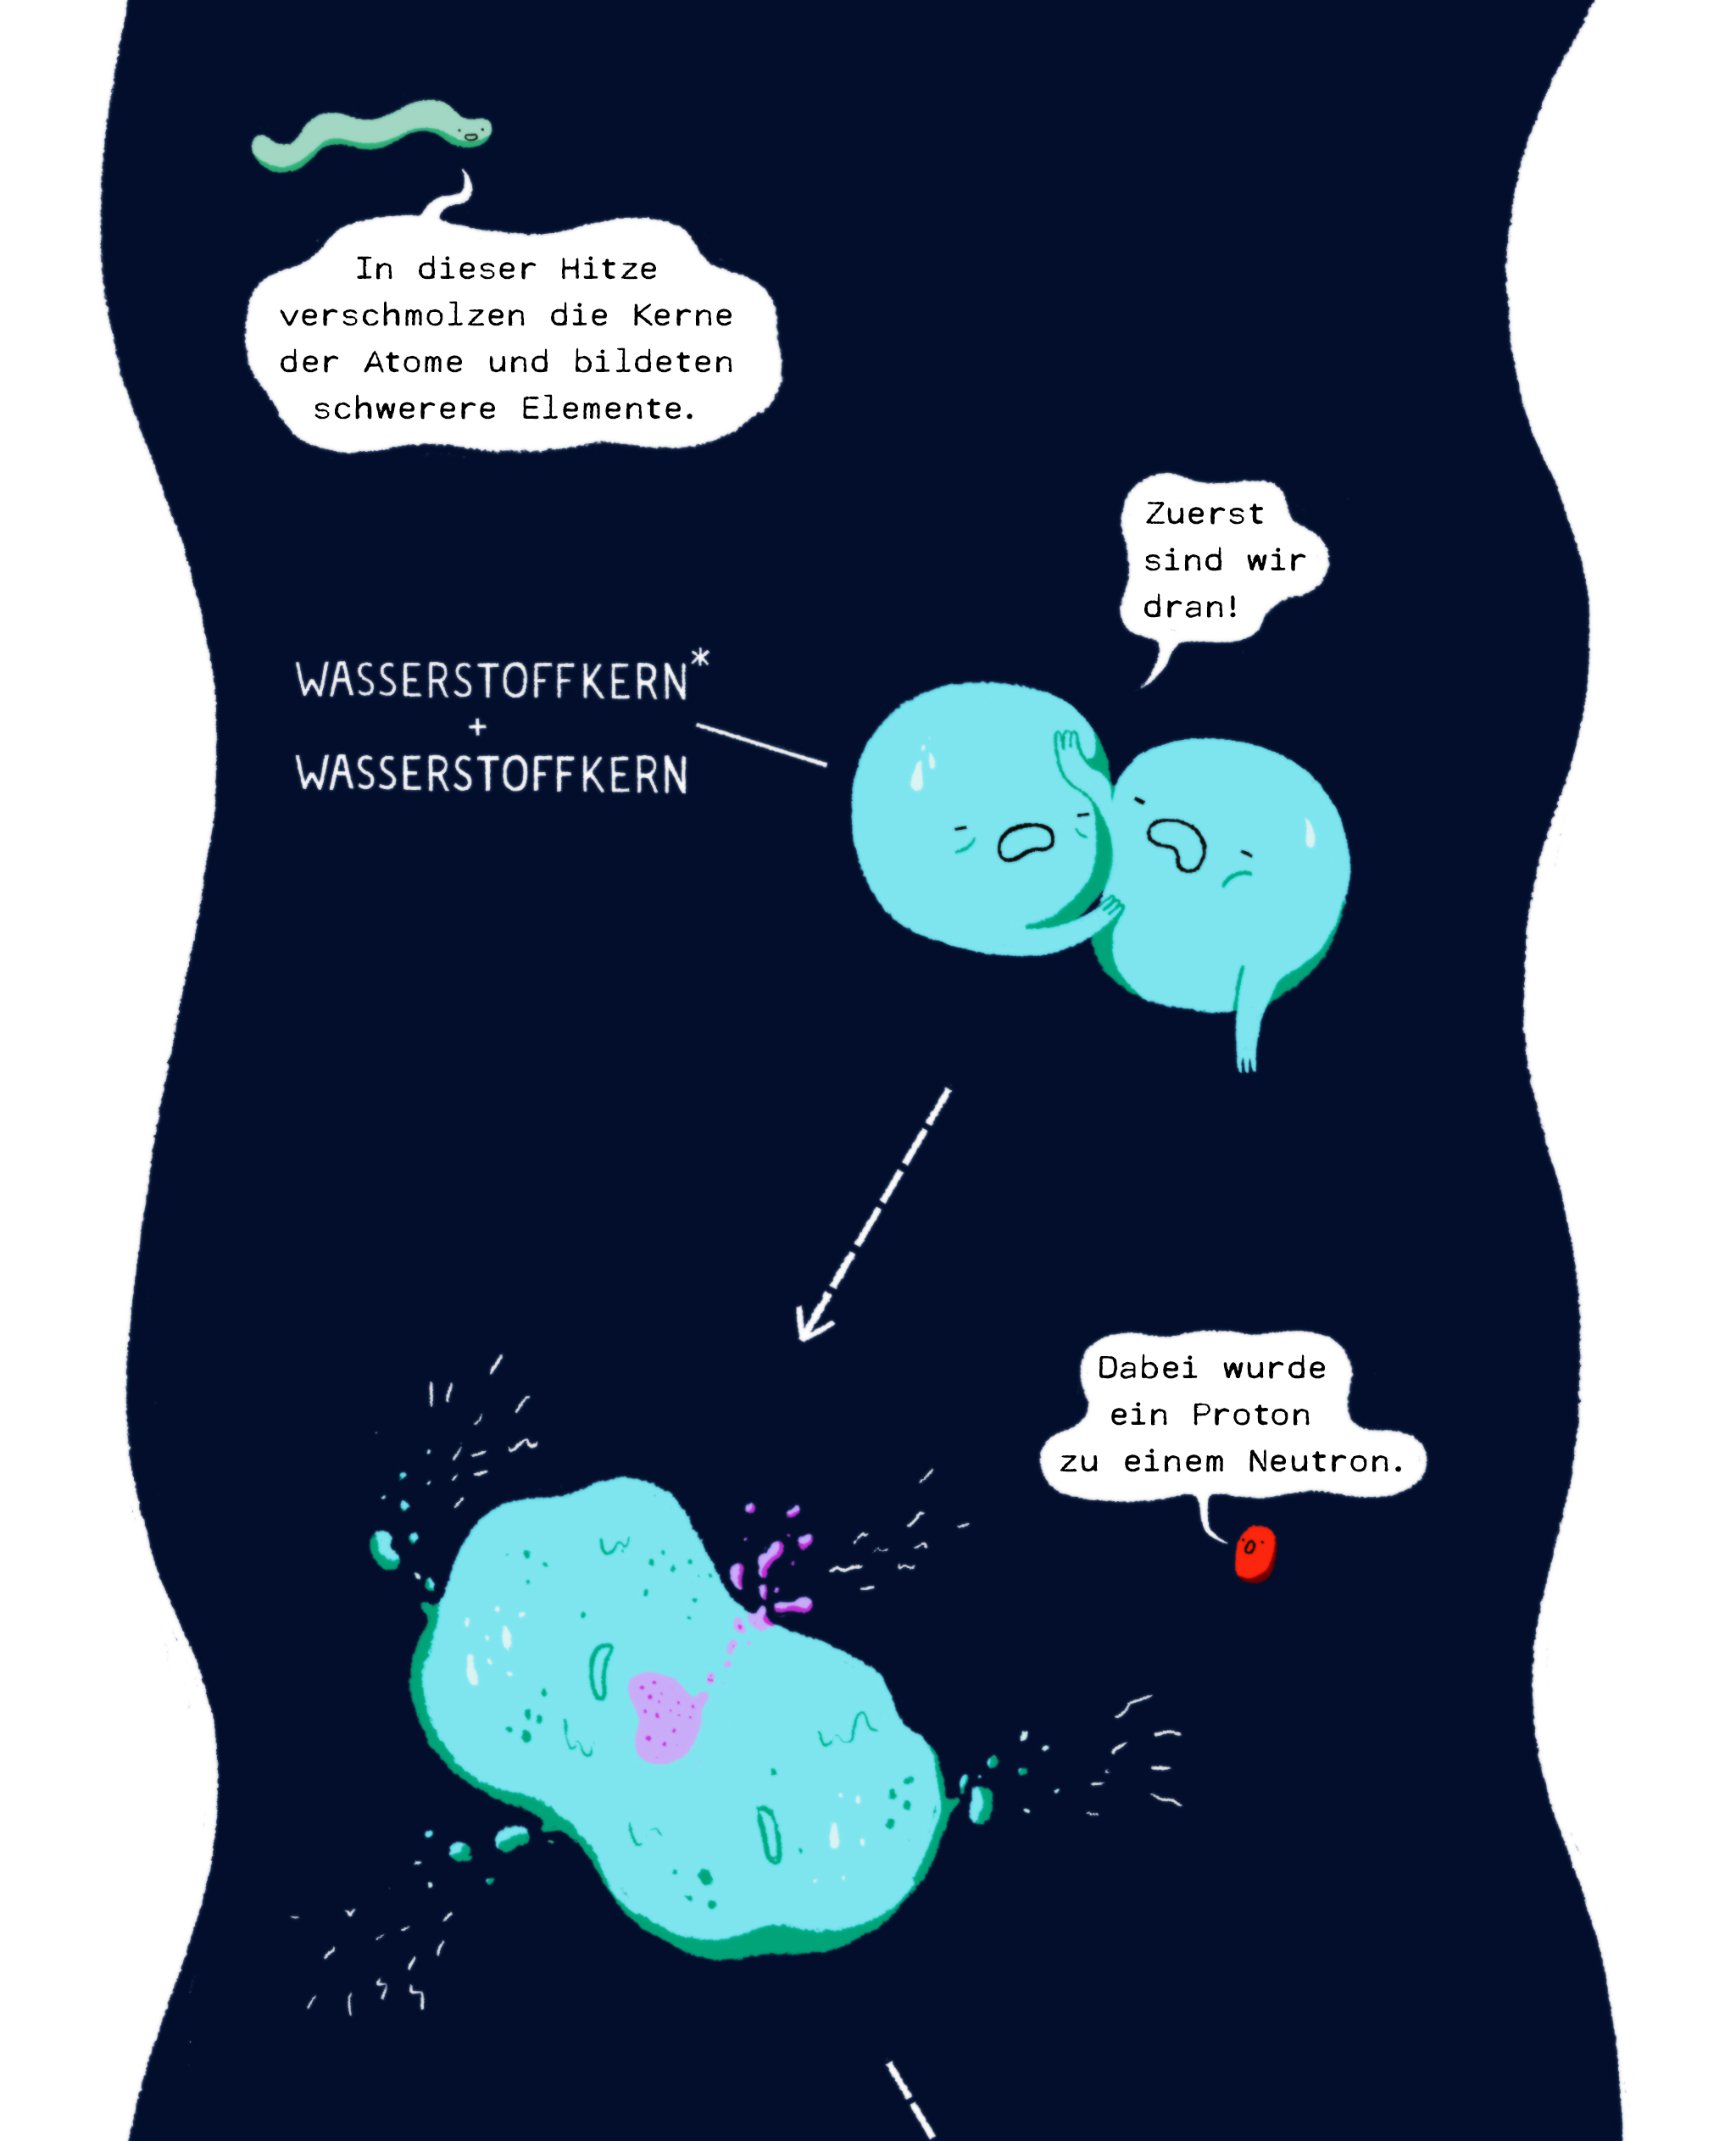 In dieser Hitze
verschmolzen die Kerne
der Atome und bildeten
schwerere Elemente.
Zuerst
sind wir
dran!
WASSERSTOFFKERN*
+
WASSERSTOFFKERN
Dabei wurde
ein Proton
zu einem Neutron.